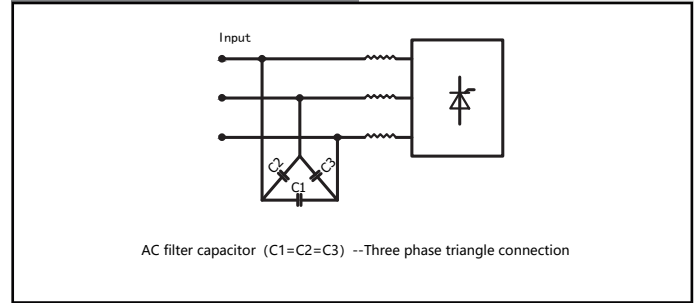 Input
C2
C3
C1
AC filter capacitor（C1=C2=C3）--Three phase triangle connection